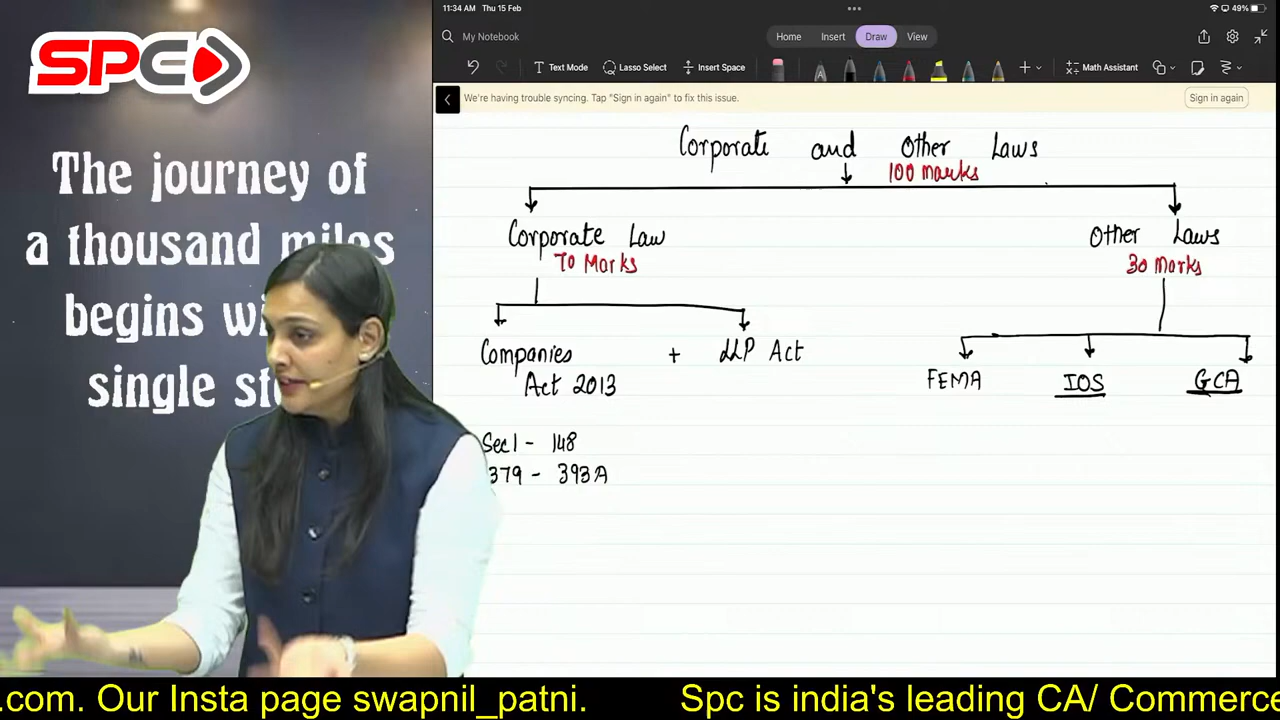 11:34 AM Thu 15 Feb
49%
SPC
My Notebook
Home Insert Draw View
Text Mode Lasso Select Insert Space Math Assistant
We're having trouble syncing. Tap "Sign in again" to fix this issue. Sign in again
The journey of
a thousand miles
begins wi
single st
Corporate and Other Laws
100 marks
Corporate Law
70 Marks
Other Laws
30 Marks
Companies + LLP Act
Act 2013
FEMA IOS GCA
Sec 1 - 148
379 - 393A
.com. Our Insta page swapnil_patni. Spc is india's leading CA/ Commerce